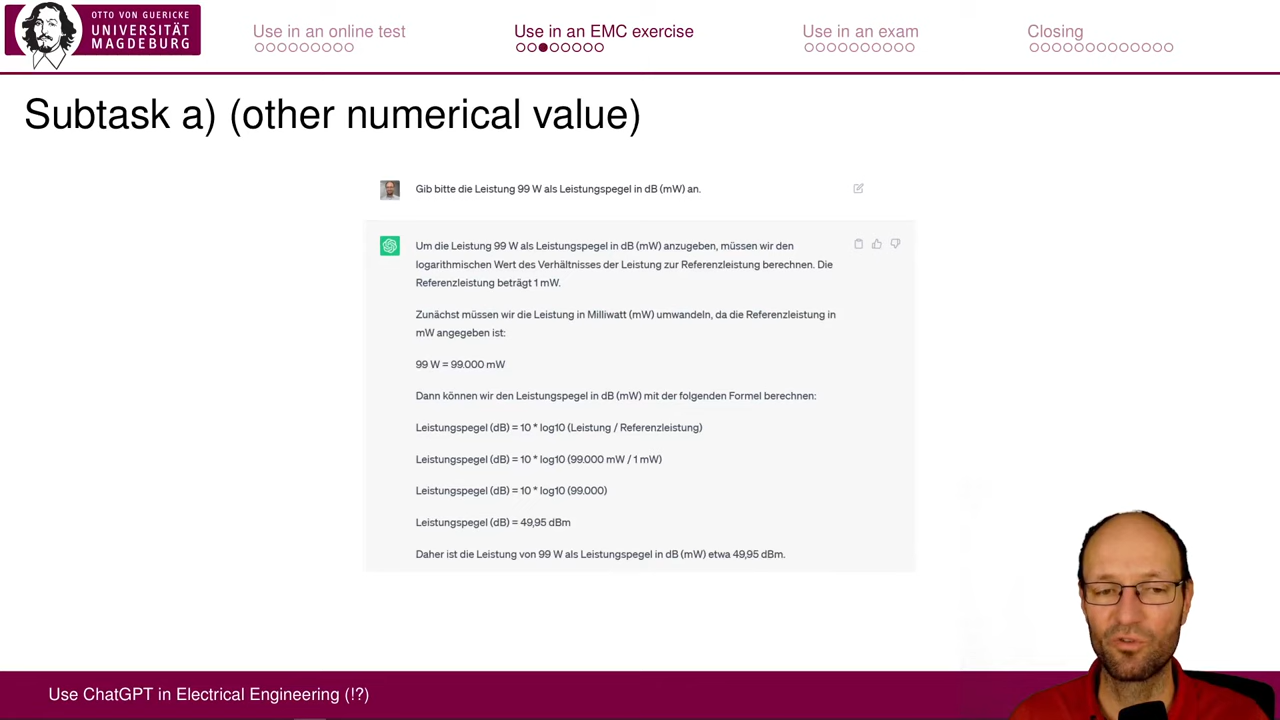 OTTO VON GUERICKE
UNIVERSITÄT
MAGDEBURG
Use in an online test
Use in an EMC exercise
Use in an exam
Closing
Subtask a) (other numerical value)
Gib bitte die Leistung 99 W als Leistungspegel in dB (mW) an.
Um die Leistung 99 W als Leistungspegel in dB (mW) anzugeben, müssen wir den
logarithmischen Wert des Verhältnisses der Leistung zur Referenzleistung berechnen. Die
Referenzleistung beträgt 1 mW.
Zunächst müssen wir die Leistung in Milliwatt (mW) umwandeln, da die Referenzleistung in
mW angegeben ist:
99 W = 99.000 mW
Dann können wir den Leistungspegel in dB (mW) mit der folgenden Formel berechnen:
Leistungspegel (dB) = 10 * log10 (Leistung / Referenzleistung)
Leistungspegel (dB) = 10 * log10 (99.000 mW / 1 mW)
Leistungspegel (dB) = 10 * log10 (99.000)
Leistungspegel (dB) = 49,95 dBm
Daher ist die Leistung von 99 W als Leistungspegel in dB (mW) etwa 49,95 dBm.
Use ChatGPT in Electrical Engineering (!?)